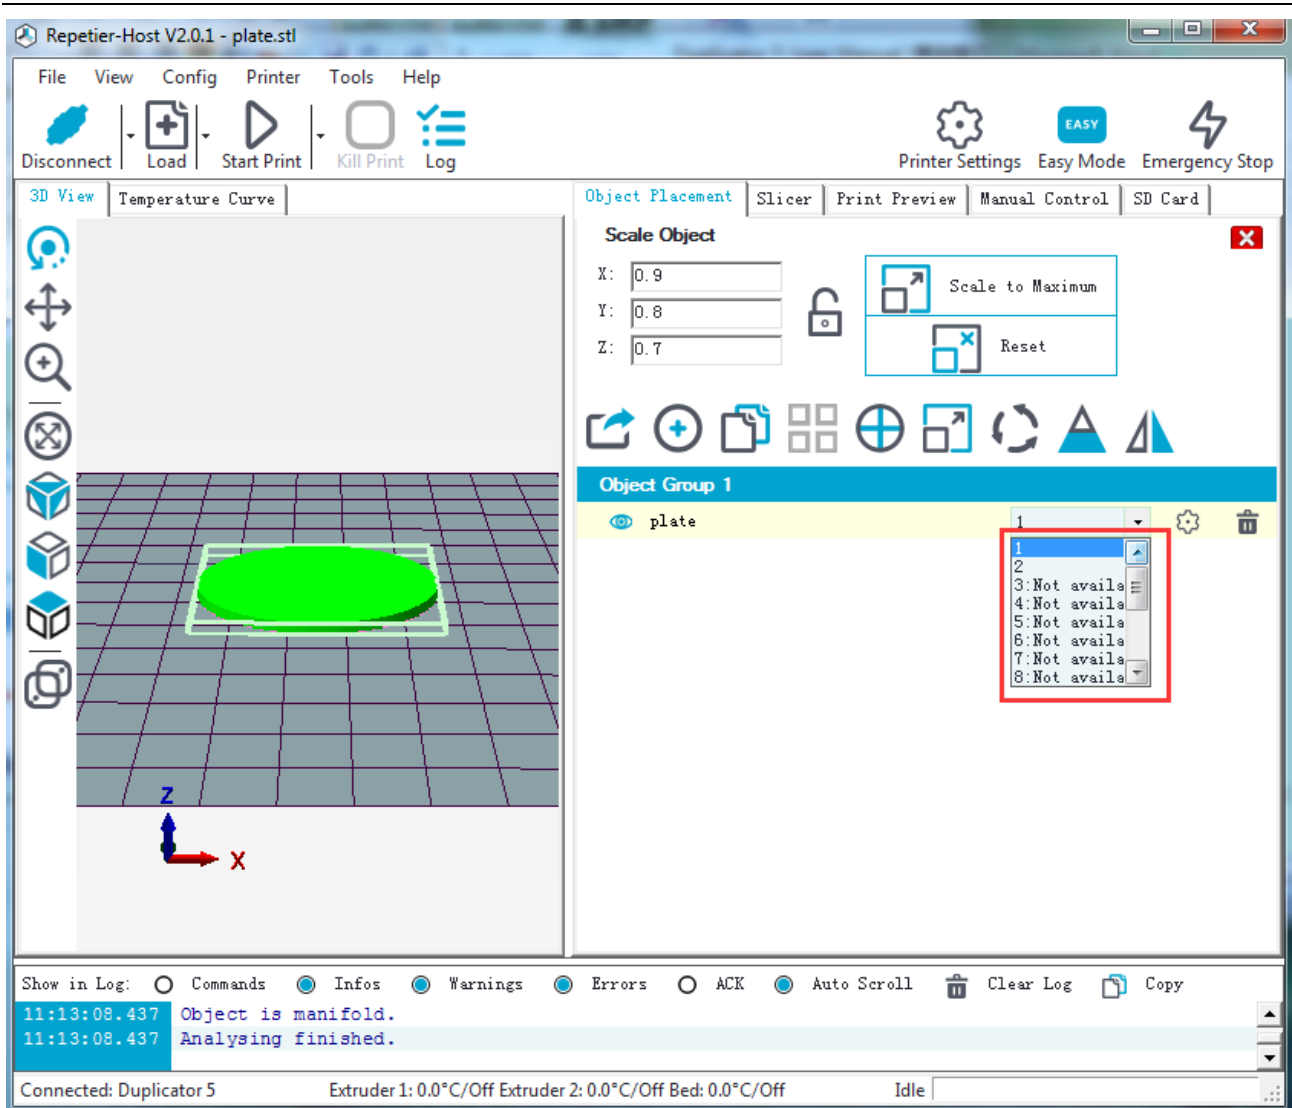 Repetier-Host V2.0.1 - plate.stl
File View Config Printer Tools Help
EASY
Disconnect Load Start Print Kill Print Log Printer Settings Easy Mode Emergency Stop
3D View Temperature Curve Object Placement Slicer Print Preview Manual Control SD Card
Scale Object
X: 0.9
Scale to Maximum
Y: 0.8
Z: 0.7
Reset
Object Group 1
plate 1
1
2
3:Not availa
4:Not availa
5:Not availa
6:Not availa
7:Not availa
8:Not availa
Z
X
Show in Log: Commands Infos Warnings Errors ACK Auto Scroll Clear Log Copy
11:13:08.437 Object is manifold.
11:13:08.437 Analysing finished.
Connected: Duplicator 5 Extruder 1: 0.0°C/Off Extruder 2: 0.0°C/Off Bed: 0.0°C/Off Idle